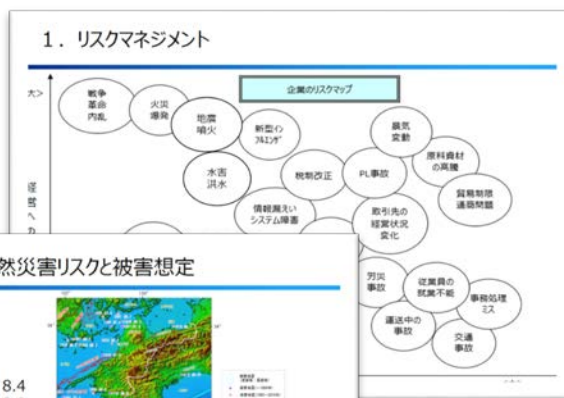 1. リスクマネジメント
企業のリスクマップ
大>
戦争
革命
内乱
火災
爆発
地震
噴火
新型イン
フルエンザ
景気
変動
原料資材
の高騰
水害
洪水
税制改正
PL事故
貿易制限
通商問題
情報漏えい
システム障害
取引先の
経営状況
変化
然災害リスクと被害想定
労災
事故
従業員の
就業不能
事務処理
ミス
運送中の
事故
交通
事故
8.4